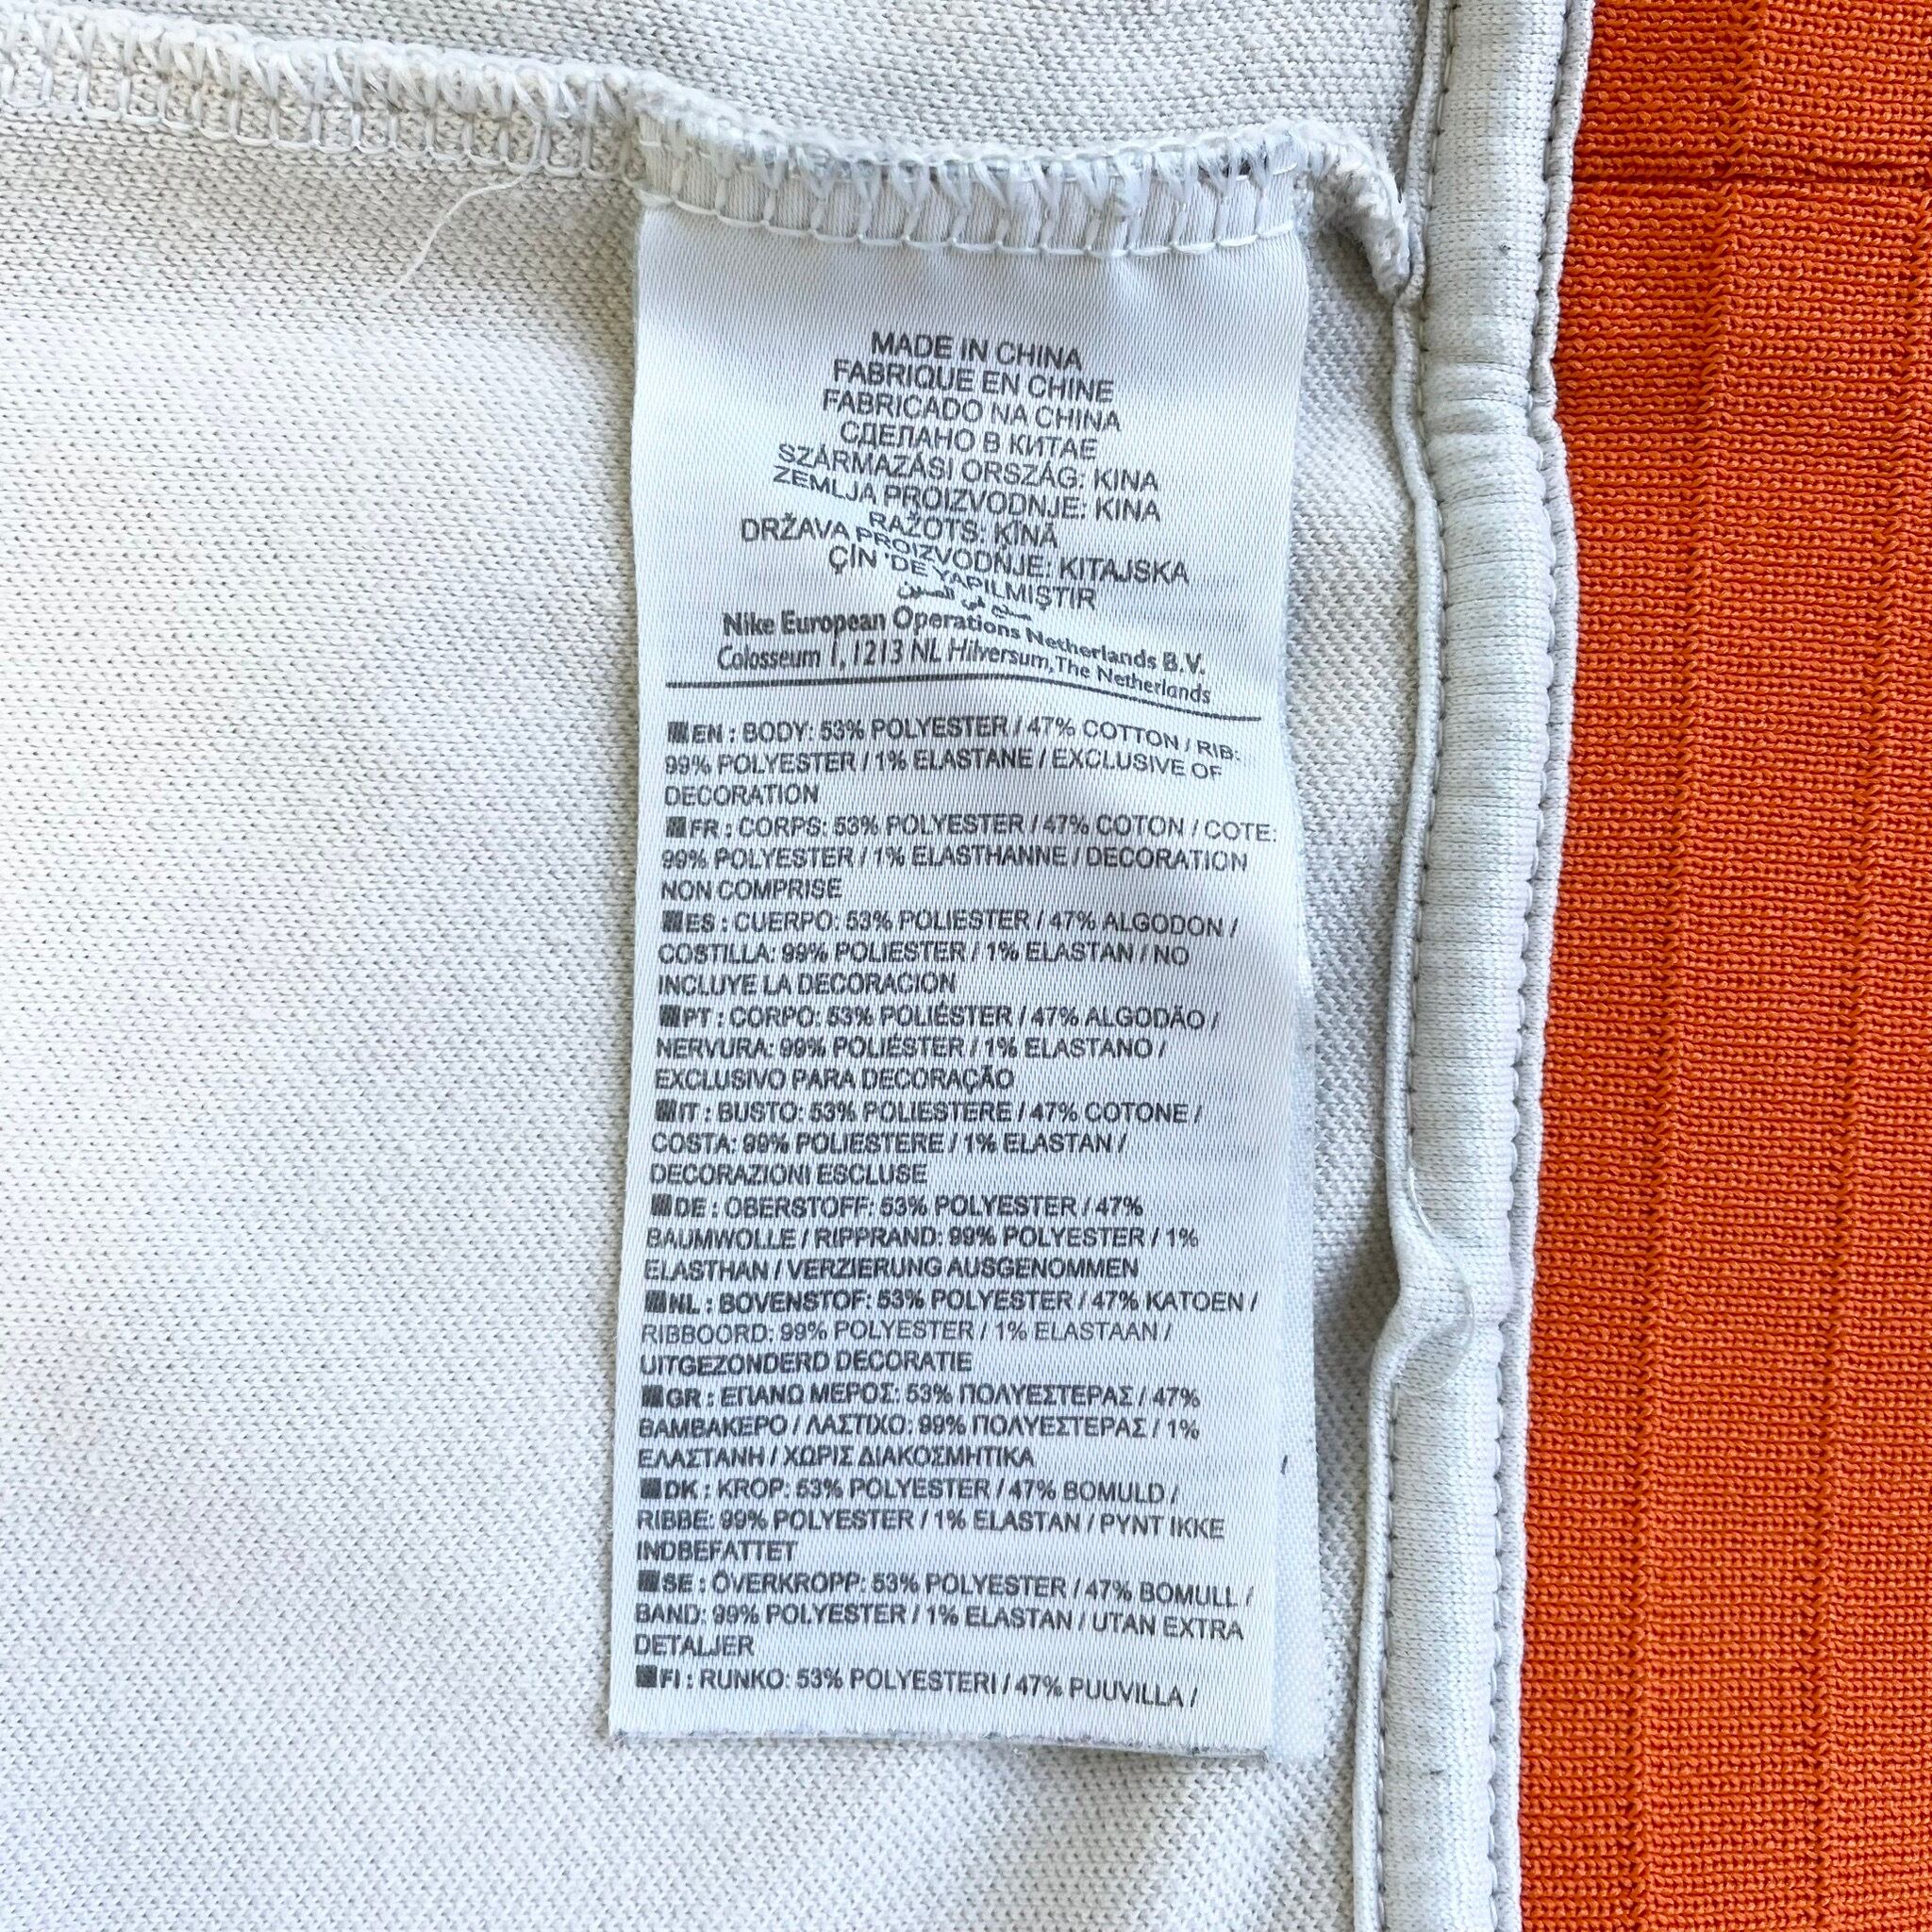 MADE IN CHINA
FABRIQUE EN CHINE
FABRICADO NA CHINA
СДЕЛАНО В КИТАЕ
SZÁRMAZÁSI ORSZÁG: KINA
ZEMLJA PROIZVODNJE: KINA
RAŽOTS: ĶĪNĀ
DRŽAVA PROIZVODNJE: KITAJSKA
ÇİN 'DE YAPILMIŞTIR
صنع في الصين
Nike European Operations Netherlands B.V.
Colosseum 1, 1213 NL Hilversum, The Netherlands
EN : BODY: 53% POLYESTER / 47% COTTON / RIB:
99% POLYESTER / 1% ELASTANE / EXCLUSIVE OF
DECORATION
FR : CORPS: 53% POLYESTER / 47% COTON / COTE:
99% POLYESTER / 1% ELASTHANNE / DECORATION
NON COMPRISE
ES : CUERPO: 53% POLIESTER / 47% ALGODON /
COSTILLA: 99% POLIESTER / 1% ELASTAN / NO
INCLUYE LA DECORACION
PT : CORPO: 53% POLIÉSTER / 47% ALGODÃO /
NERVURA: 99% POLIÉSTER / 1% ELASTANO /
EXCLUSIVO PARA DECORAÇÃO
IT : BUSTO: 53% POLIESTERE / 47% COTONE /
COSTA: 99% POLIESTERE / 1% ELASTAN /
DECORAZIONI ESCLUSE
DE : OBERSTOFF: 53% POLYESTER / 47%
BAUMWOLLE / RIPPRAND: 99% POLYESTER / 1%
ELASTHAN / VERZIERUNG AUSGENOMMEN
NL : BOVENSTOF: 53% POLYESTER / 47% KATOEN /
RIBBOORD: 99% POLYESTER / 1% ELASTAAN /
UITGEZONDERD DECORATIE
GR : ΕΠΑΝΩ ΜΕΡΟΣ: 53% ΠΟΛΥΕΣΤΕΡΑΣ / 47%
ΒΑΜΒΑΚΕΡΟ / ΛΑΣΤΙΧΟ: 99% ΠΟΛΥΕΣΤΕΡΑΣ / 1%
ΕΛΑΣΤΑΝΗ / ΧΩΡΙΣ ΔΙΑΚΟΣΜΗΤΙΚΑ
DK : KROP: 53% POLYESTER / 47% BOMULD /
RIBBE: 99% POLYESTER / 1% ELASTAN / PYNT IKKE
INDBEFATTET
SE : ÖVERKROPP: 53% POLYESTER / 47% BOMULL /
BAND: 99% POLYESTER / 1% ELASTAN / UTAN EXTRA
DETALJER
FI : RUNKO: 53% POLYESTERI / 47% PUUVILLA /